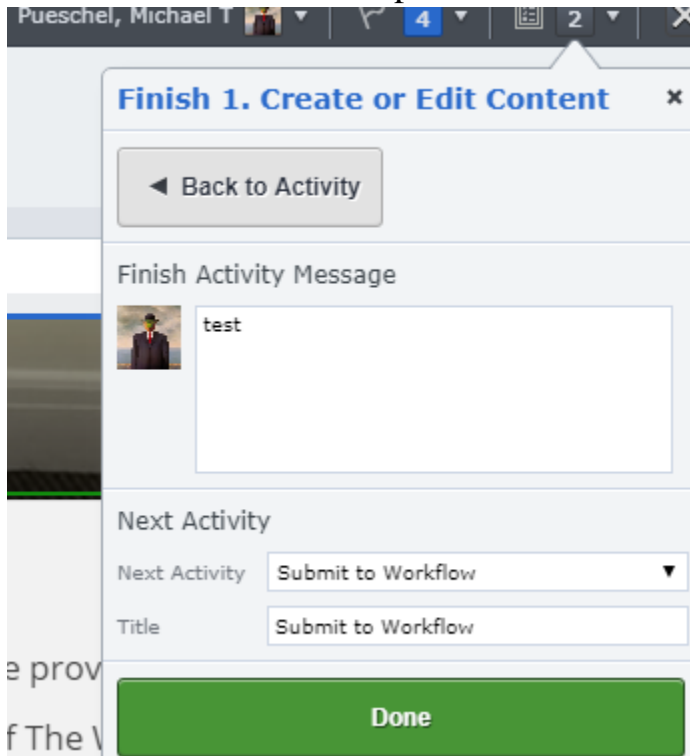 Pueschel, Michael T
4
2
Finish 1. Create or Edit Content
Back to Activity
Finish Activity Message
test
Next Activity
Next Activity Submit to Workflow
Title Submit to Workflow
e prov
Done
f The